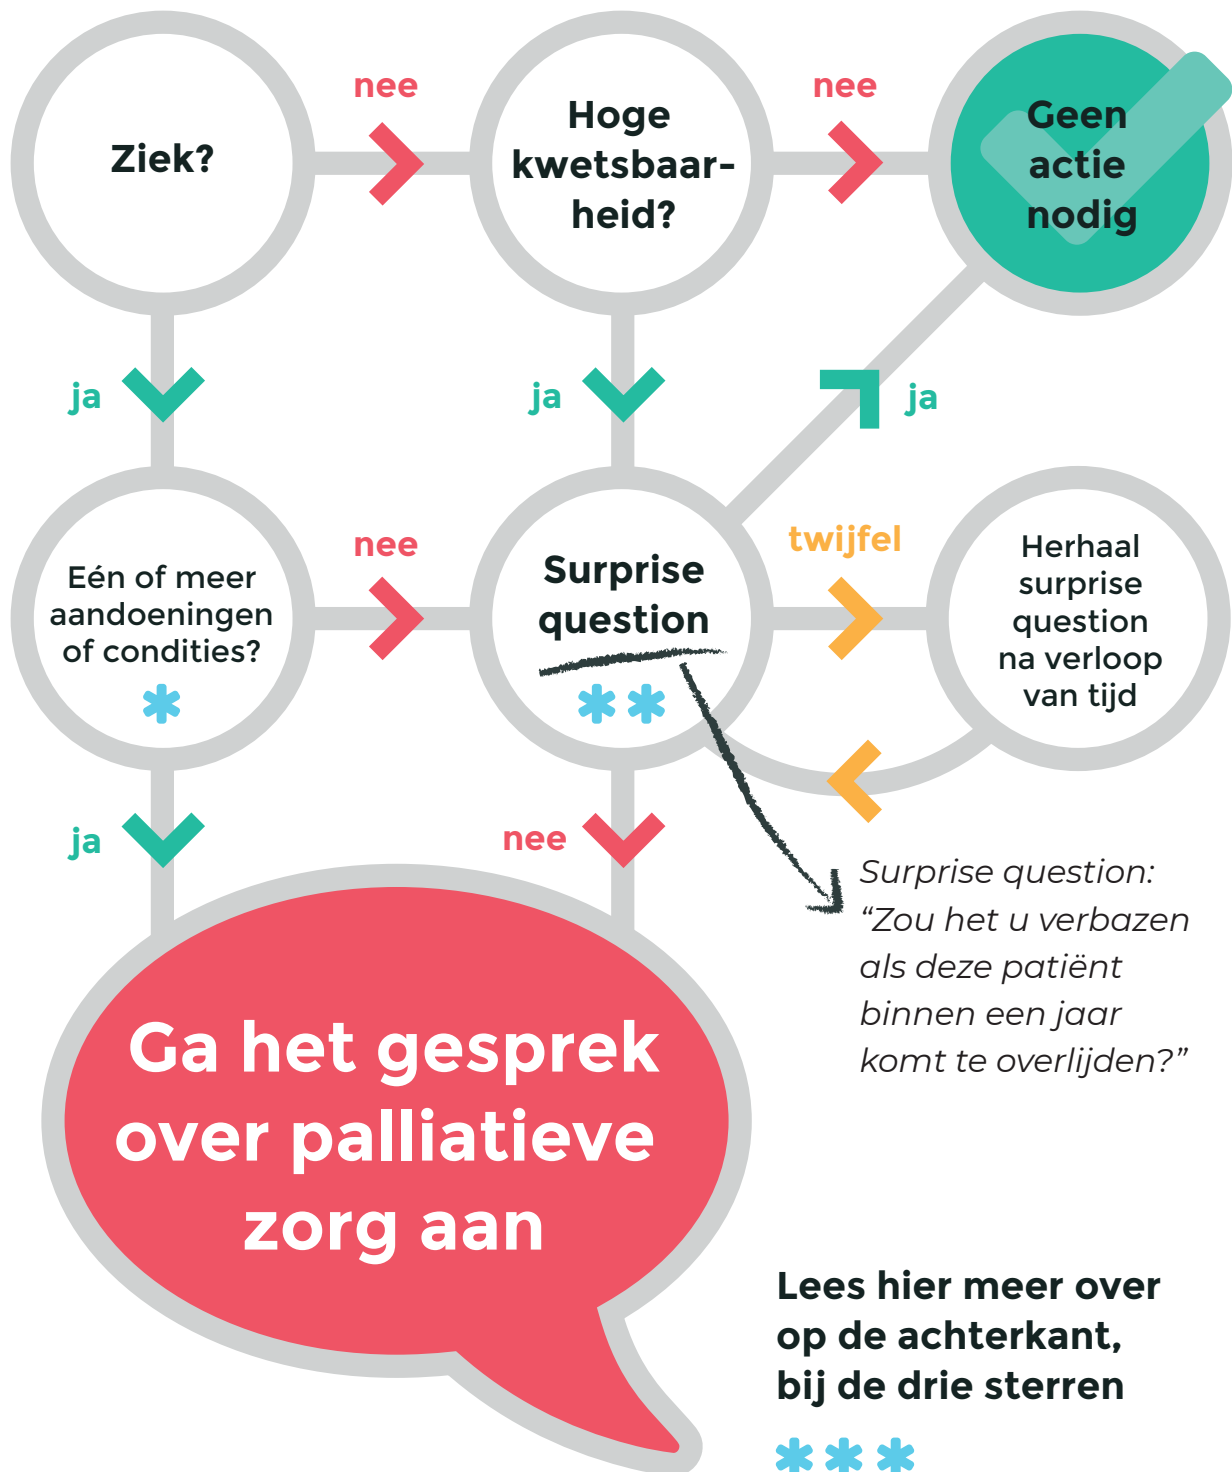 nee
nee
Ziek?
Hoge
kwetsbaar-
heid?
Geen
actie
nodig
ja
ja
ja
nee
twijfel
Eén of meer
aandoeningen
of condities?
*
Surprise
question
**
Herhaal
surprise
question
na verloop
van tijd
ja
nee
Surprise question:
“Zou het u verbazen
als deze patiënt
binnen een jaar
komt te overlijden?”
Ga het gesprek
over palliatieve
zorg aan
Lees hier meer over
op de achterkant,
bij de drie sterren
***